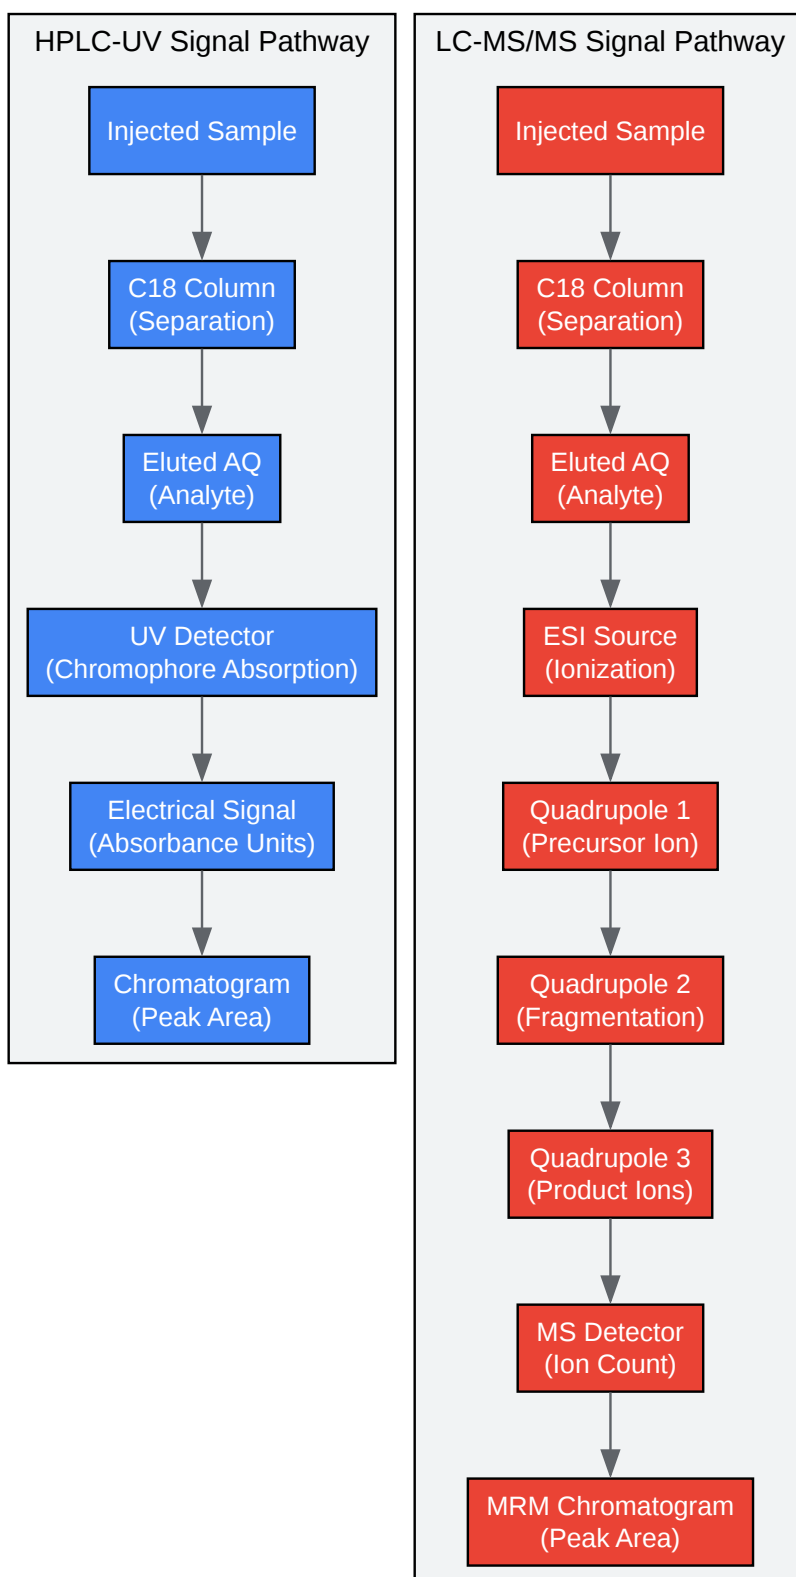 HPLC-UV Signal Pathway
Injected Sample
C18 Column
(Separation)
Eluted AQ
(Analyte)
UV Detector
(Chromophore Absorption)
Electrical Signal
(Absorbance Units)
Chromatogram
(Peak Area)
LC-MS/MS Signal Pathway
Injected Sample
C18 Column
(Separation)
Eluted AQ
(Analyte)
ESI Source
(Ionization)
Quadrupole 1
(Precursor Ion)
Quadrupole 2
(Fragmentation)
Quadrupole 3
(Product Ions)
MS Detector
(Ion Count)
MRM Chromatogram
(Peak Area)